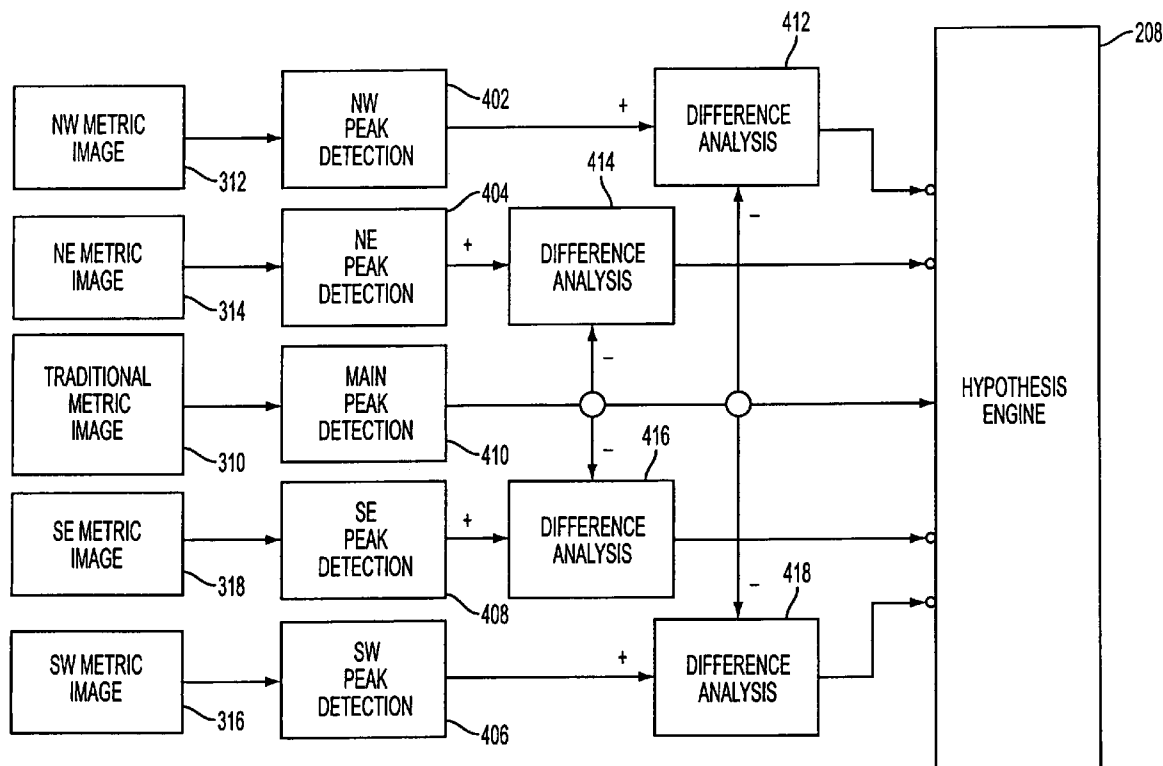 412
208
NW METRIC
IMAGE
312
NW
PEAK
DETECTION
402
+
DIFFERENCE
ANALYSIS
–
414
404
NE METRIC
IMAGE
314
NE
PEAK
DETECTION
+
DIFFERENCE
ANALYSIS
–
TRADITIONAL
METRIC
IMAGE
310
MAIN
PEAK
DETECTION
410
HYPOTHESIS
ENGINE
–
416
SE METRIC
IMAGE
318
SE
PEAK
DETECTION
408
+
DIFFERENCE
ANALYSIS
–
418
SW METRIC
IMAGE
316
SW
PEAK
DETECTION
406
+
DIFFERENCE
ANALYSIS